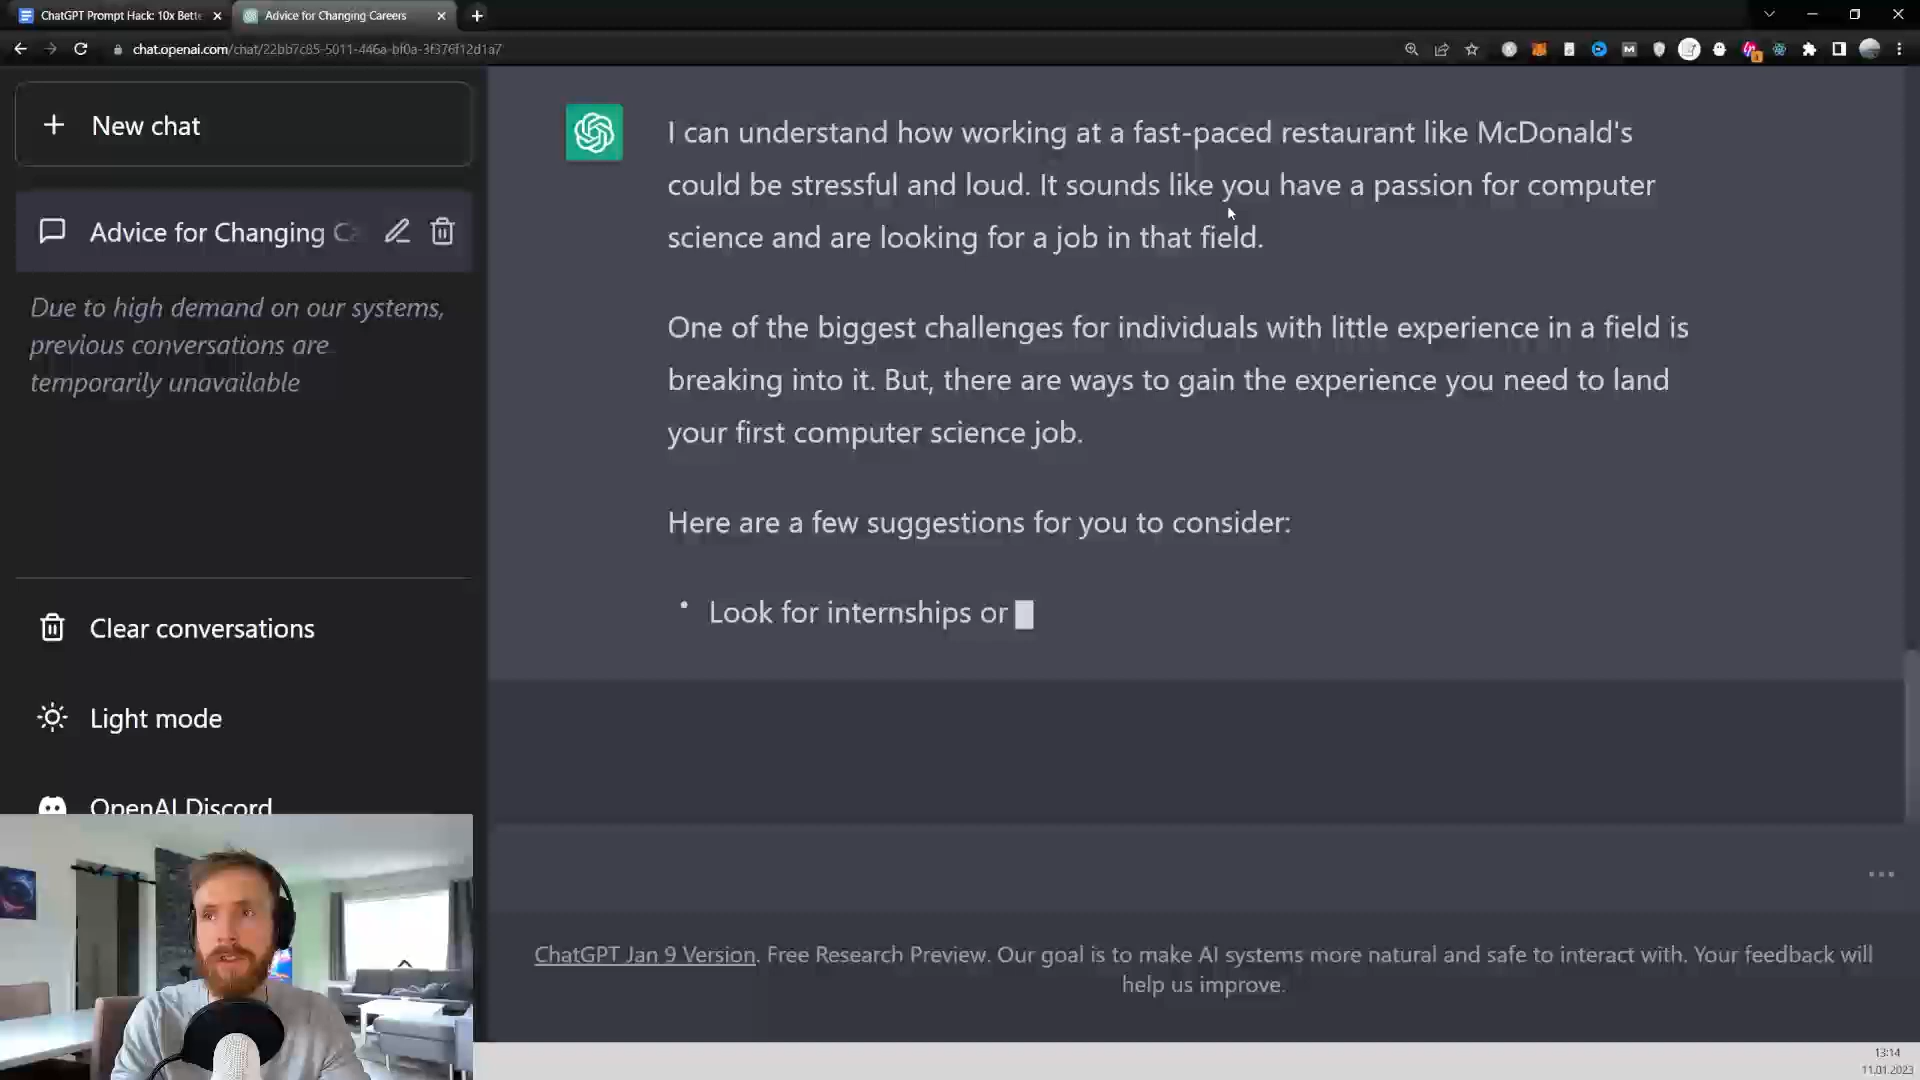 ChatGPT Prompt Hack: 10x Bett
Advice for Changing Careers
chat.openai.com/chat/22bb7c85-5011-446a-bf0a-3f376f12d1a7
New chat
Advice for Changing Ca
Due to high demand on our systems,
previous conversations are
temporarily unavailable
Clear conversations
Light mode
OpenAI Discord
I can understand how working at a fast-paced restaurant like McDonald's
could be stressful and loud. It sounds like you have a passion for computer
science and are looking for a job in that field.
One of the biggest challenges for individuals with little experience in a field is
breaking into it. But, there are ways to gain the experience you need to land
your first computer science job.
Here are a few suggestions for you to consider:
• Look for internships or
ChatGPT Jan 9 Version. Free Research Preview. Our goal is to make AI systems more natural and safe to interact with. Your feedback will
help us improve.
13:14
11.01.2023